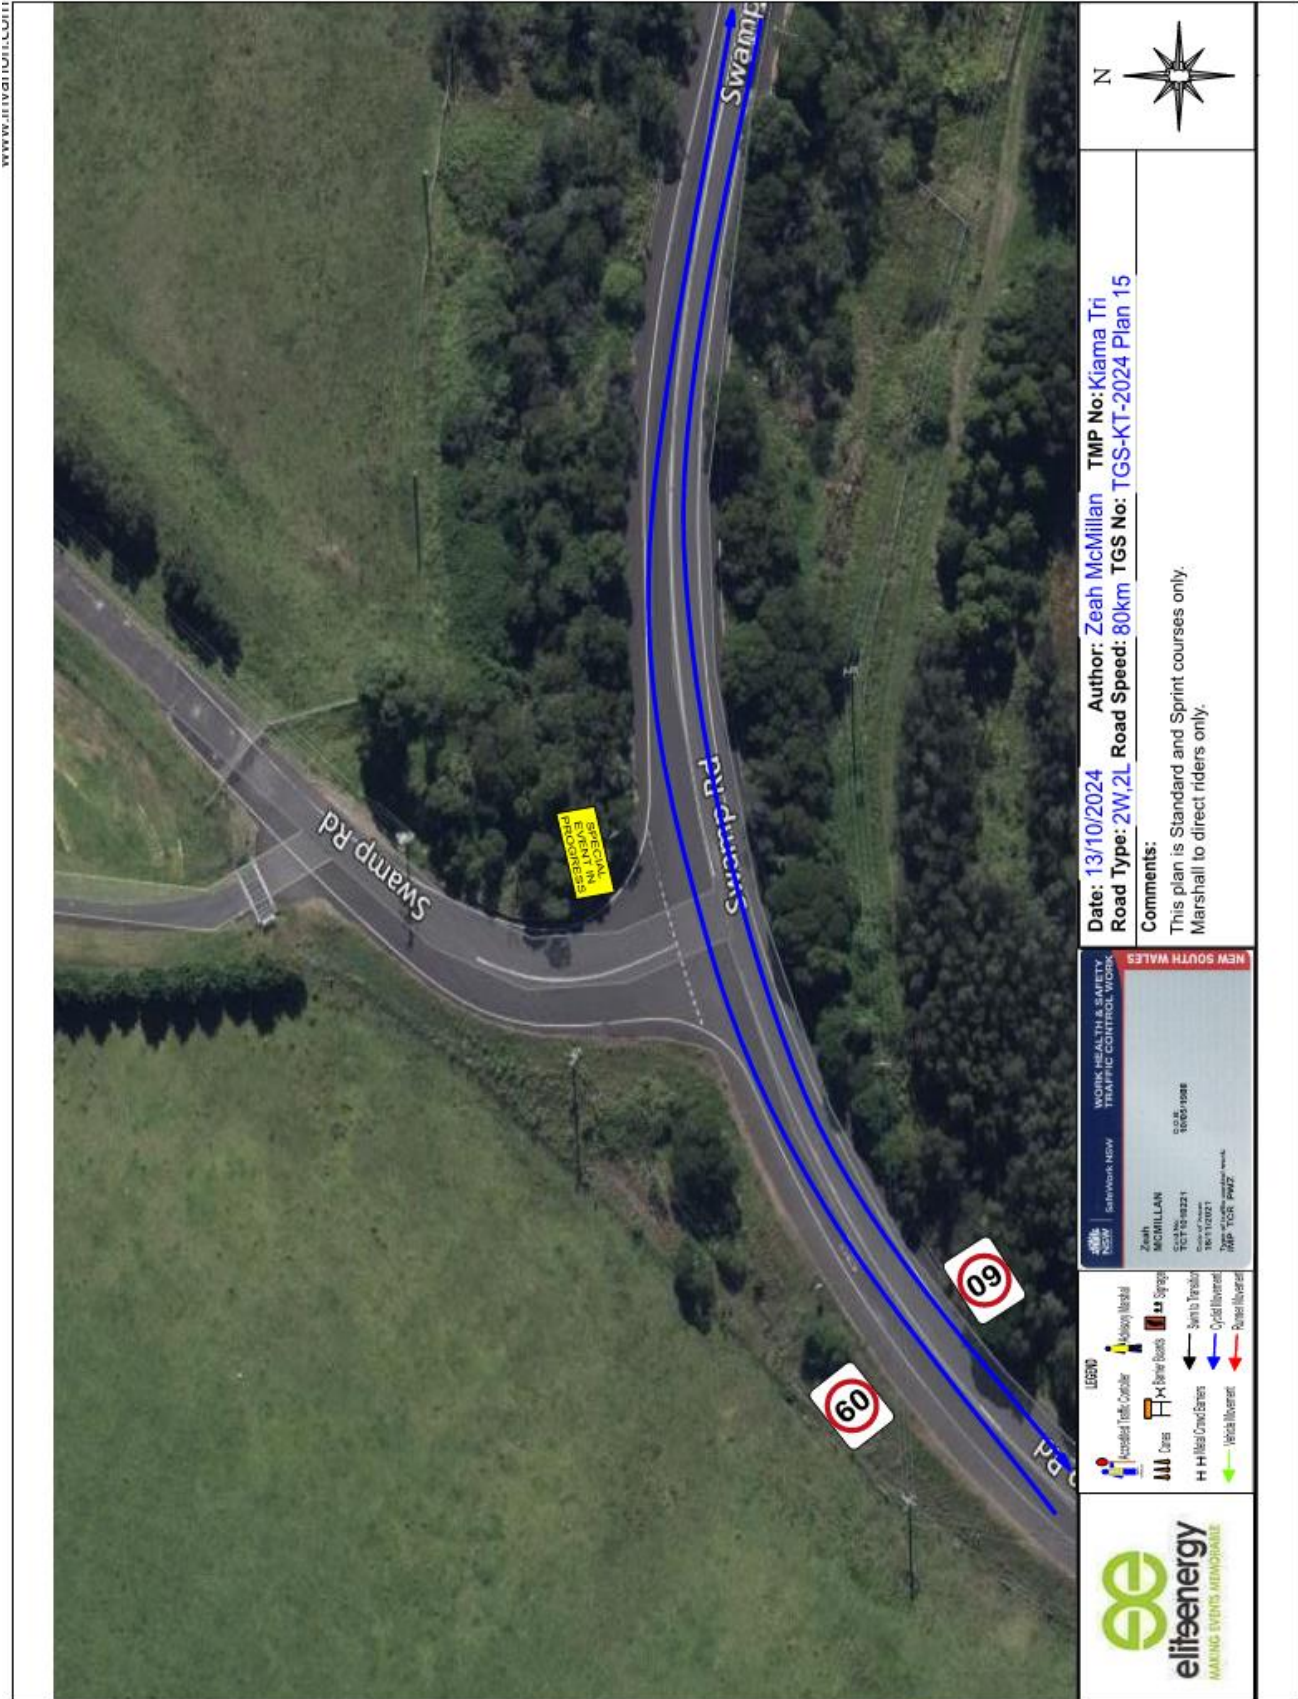 Swamp Rd
Swamp Rd
Swamp
Rd
SPECIAL
EVENT IN
PROGRESS
60
60
eliteenergy
MAKING EVENTS MEMORABLE
LEGEND
Accredited Traffic Controller
Advisory Marshal
Cones
Barrier Boards
Signage
Metal Crowd Barriers
Swim to Transition
Cyclist Movement
Vehicle Movement
Runner Movement
NSW
SafeWork NSW
WORK HEALTH & SAFETY
TRAFFIC CONTROL WORK
NEW SOUTH WALES
Zeah
MCMILLAN
Date: 13/10/2024 Author: Zeah McMillan TMP No: Kiama Tri
Road Type: 2W,2L Road Speed: 80km TGS No: TGS-KT-2024 Plan 15
Comments:
This plan is Standard and Sprint courses only.
Marshall to direct riders only.
N